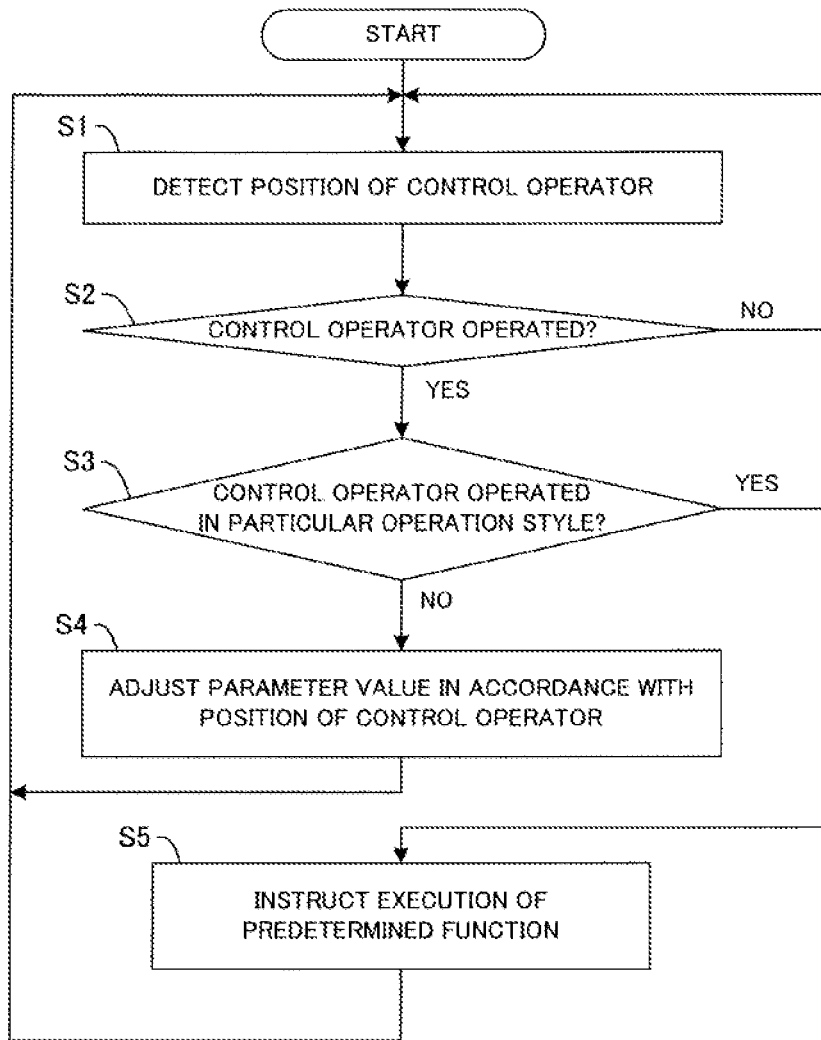 START
S1
DETECT POSITION OF CONTROL OPERATOR
S2
CONTROL OPERATOR OPERATED?
NO
YES
S3
CONTROL OPERATOR OPERATED
IN PARTICULAR OPERATION STYLE?
YES
NO
S4
ADJUST PARAMETER VALUE IN ACCORDANCE WITH
POSITION OF CONTROL OPERATOR
S5
INSTRUCT EXECUTION OF
PREDETERMINED FUNCTION